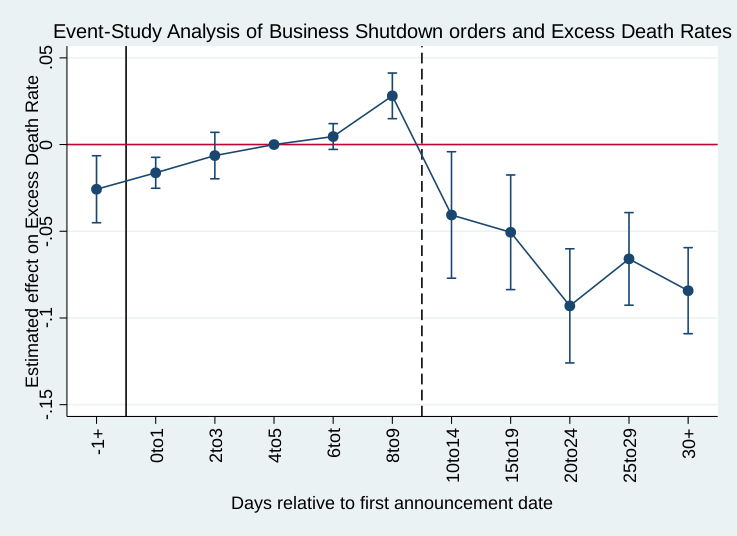 Event-Study Analysis of Business Shutdown orders and Excess Death Rates
Estimated effect on Excess Death Rate
.05
0
-.05
-.1
-.15
-1+
0to1
2to3
4to5
6tot
8to9
10to14
15to19
20to24
25to29
30+
Days relative to first announcement date